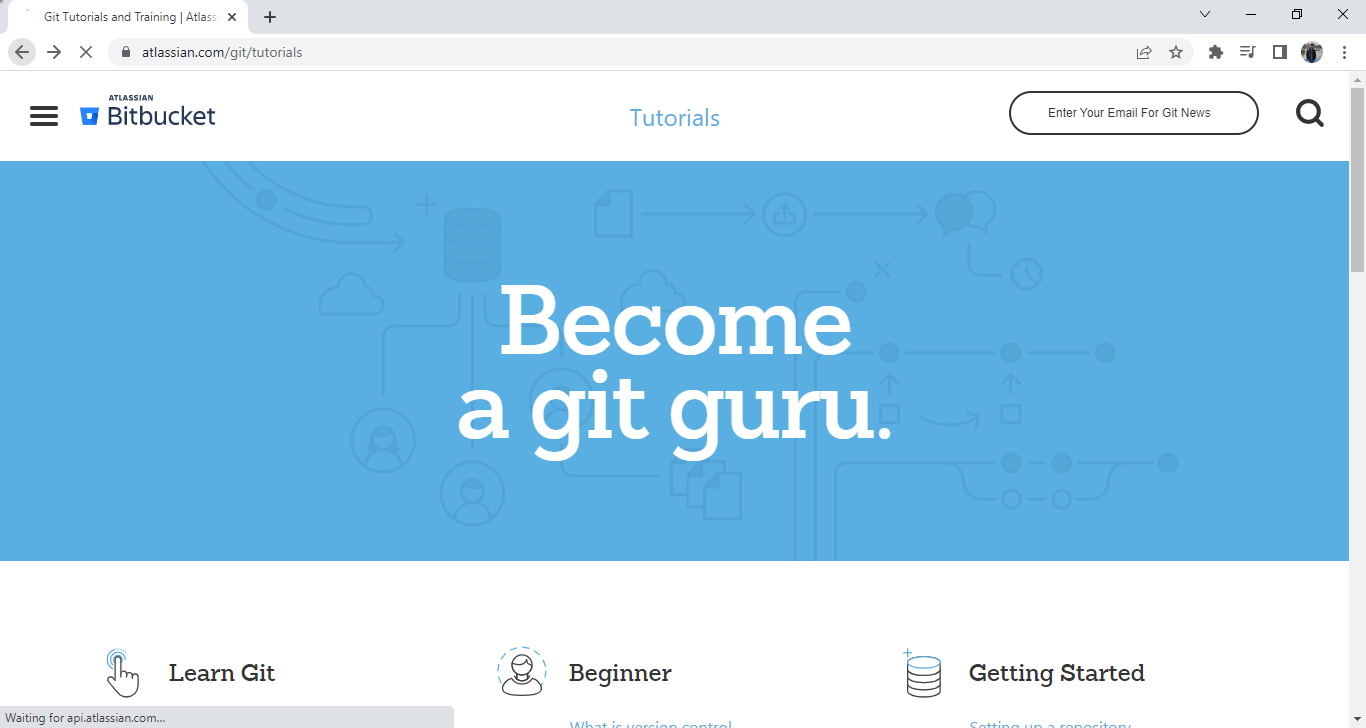 Git Tutorials and Training | Atlass
atlassian.com/git/tutorials
ATLASSIAN
Bitbucket
Tutorials
Enter Your Email For Git News
Become
a git guru.
Learn Git
Beginner
Getting Started
What is version control
Setting up a repository
Waiting for api.atlassian.com...